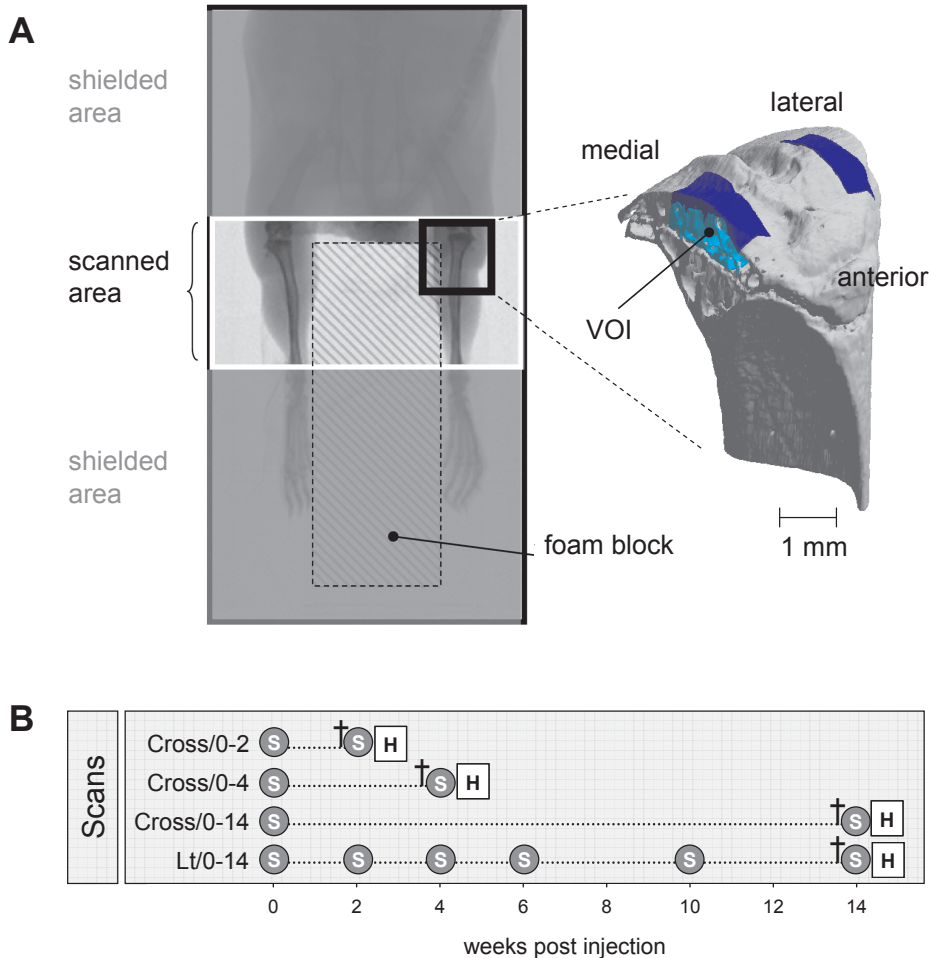 A
shielded
area
lateral
medial
scanned
area
anterior
VOI
shielded
area
foam block
1 mm
B
Scans
Cross/0-2 S † S H
Cross/0-4 S † S H
Cross/0-14 S † S H
Lt/0-14 S S S S S † S H
0 2 4 6 8 10 12 14
weeks post injection